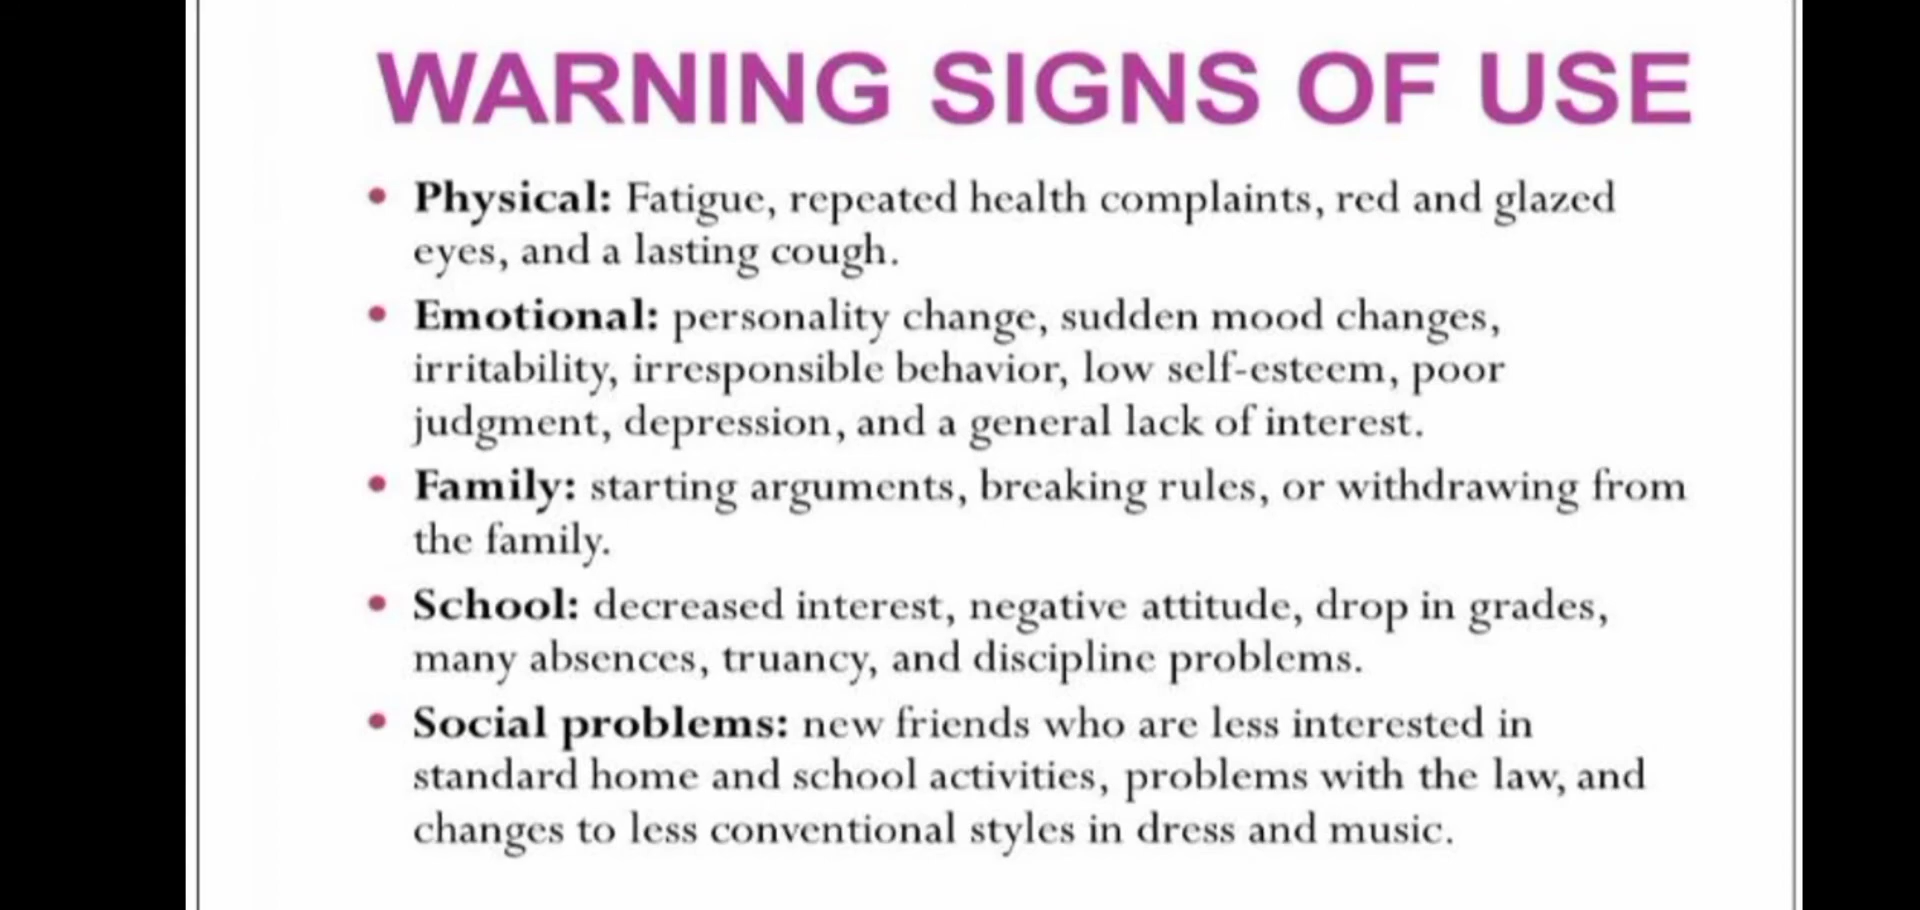 WARNING SIGNS OF USE
• Physical: Fatigue, repeated health complaints, red and glazed
eyes, and a lasting cough.
• Emotional: personality change, sudden mood changes,
irritability, irresponsible behavior, low self-esteem, poor
judgment, depression, and a general lack of interest.
• Family: starting arguments, breaking rules, or withdrawing from
the family.
• School: decreased interest, negative attitude, drop in grades,
many absences, truancy, and discipline problems.
• Social problems: new friends who are less interested in
standard home and school activities, problems with the law, and
changes to less conventional styles in dress and music.